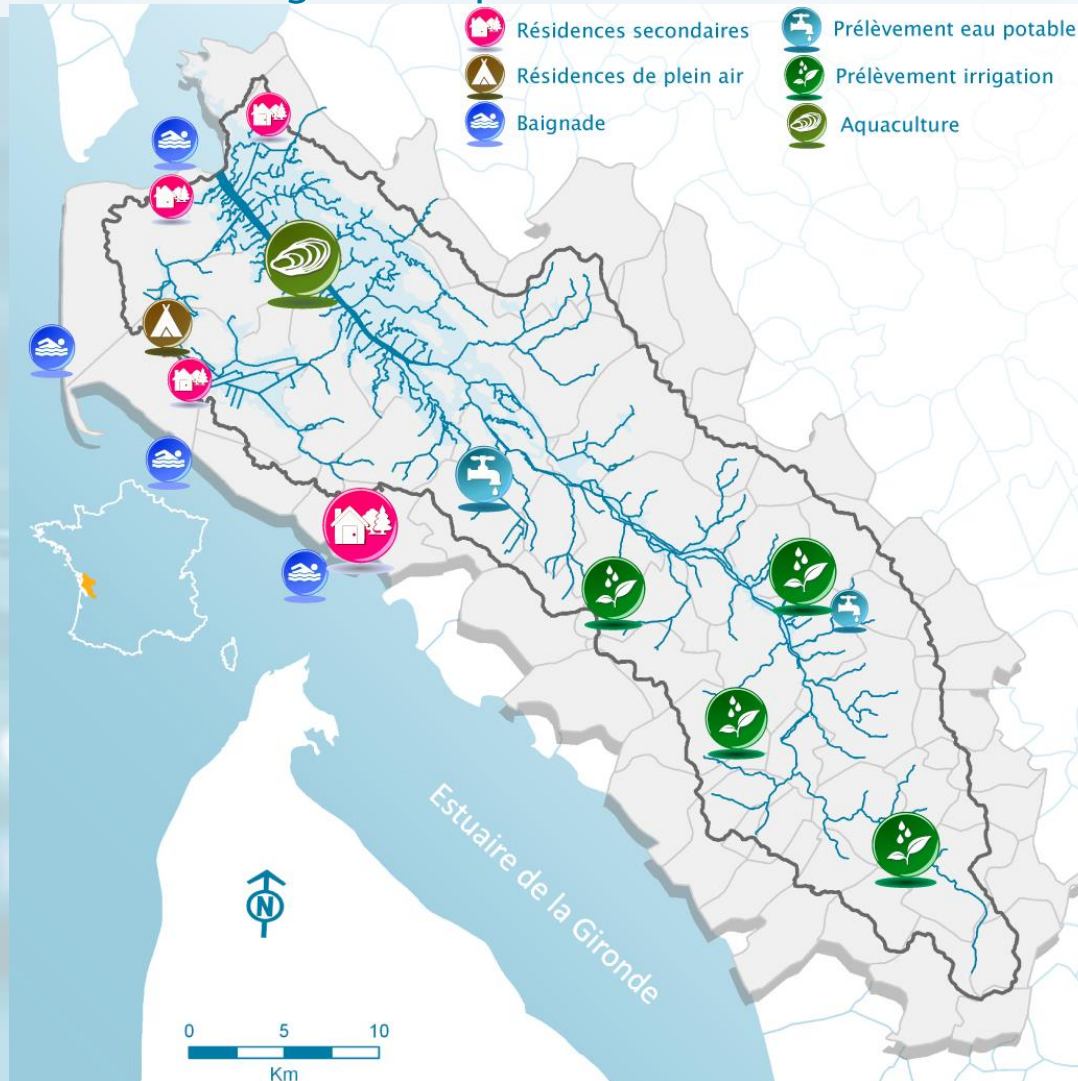 Résidences secondaires
Prélèvement eau potable
Résidences de plein air
Prélèvement irrigation
Baignade
Aquaculture
Estuaire de la Gironde
N
0 5 10
Km